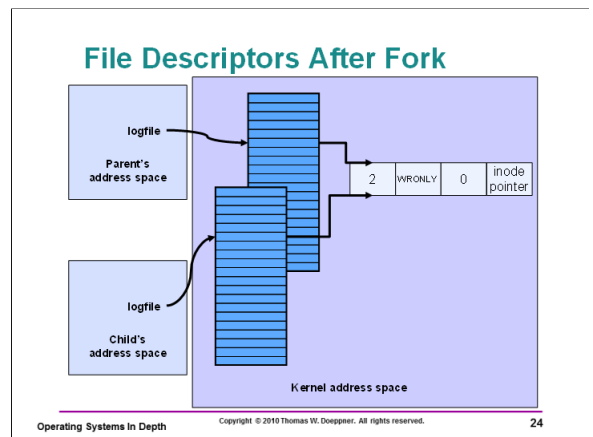 File Descriptors After Fork
logfile
Parent's
address space
2
WRONLY
0
inode
pointer
logfile
Child's
address space
Kernel address space
Operating Systems In Depth
Copyright © 2010 Thomas W. Doeppner. All rights reserved.
24